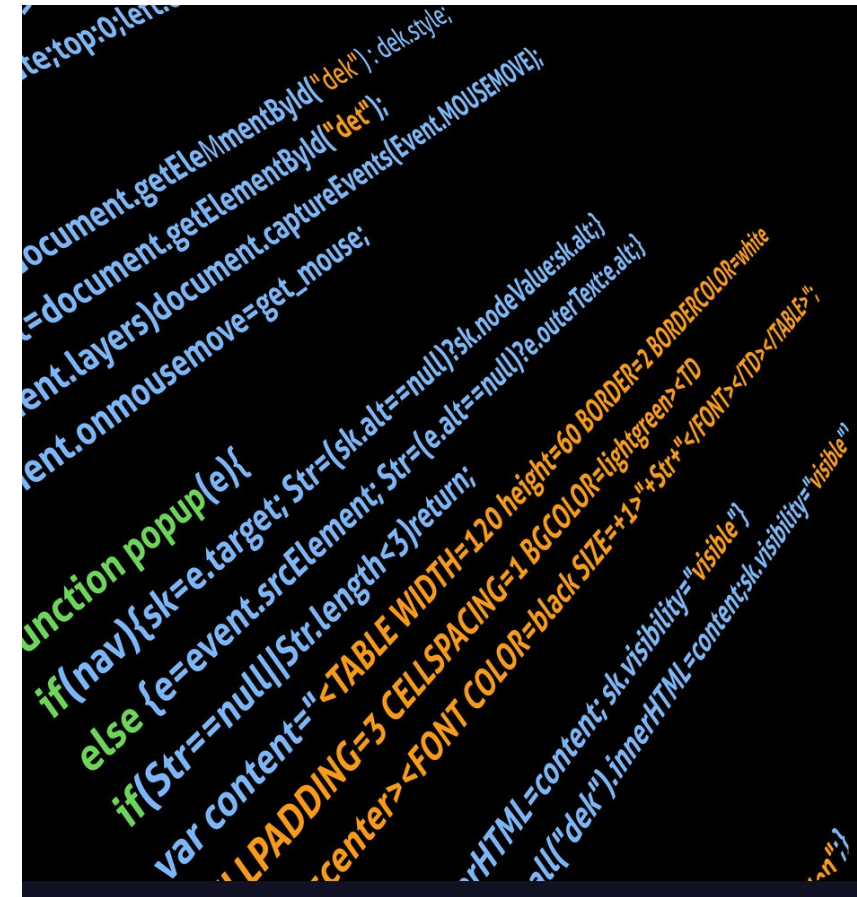 te;top:0;left:
ocument.getEleMmentById("dek") : dek.style;
t=document.getElementById("det");
ent.layers)document.captureEvents(Event.MOUSEMOVE);
ent.onmousemove=get_mouse;
unction popup(e){
if(nav){sk=e.target; Str=(sk.alt==null)?sk.nodeValue:sk.alt;}
else {e=event.srcElement; Str=(e.alt==null)?e.outerText:e.alt;}
if(Str==null||Str.length<3)return;
var content="<TABLE WIDTH=120 height=60 BORDER=2 BORDERCOLOR=white
LLPADDING=3 CELLSPACING=1 BGCOLOR=lightgreen><TD
=center><FONT COLOR=black SIZE=+1>"+Str+"</FONT></TD></TABLE>";
rHTML=content; sk.visibility="visible"}
all("dek").innerHTML=content;sk.visibility="visible"}
en";}